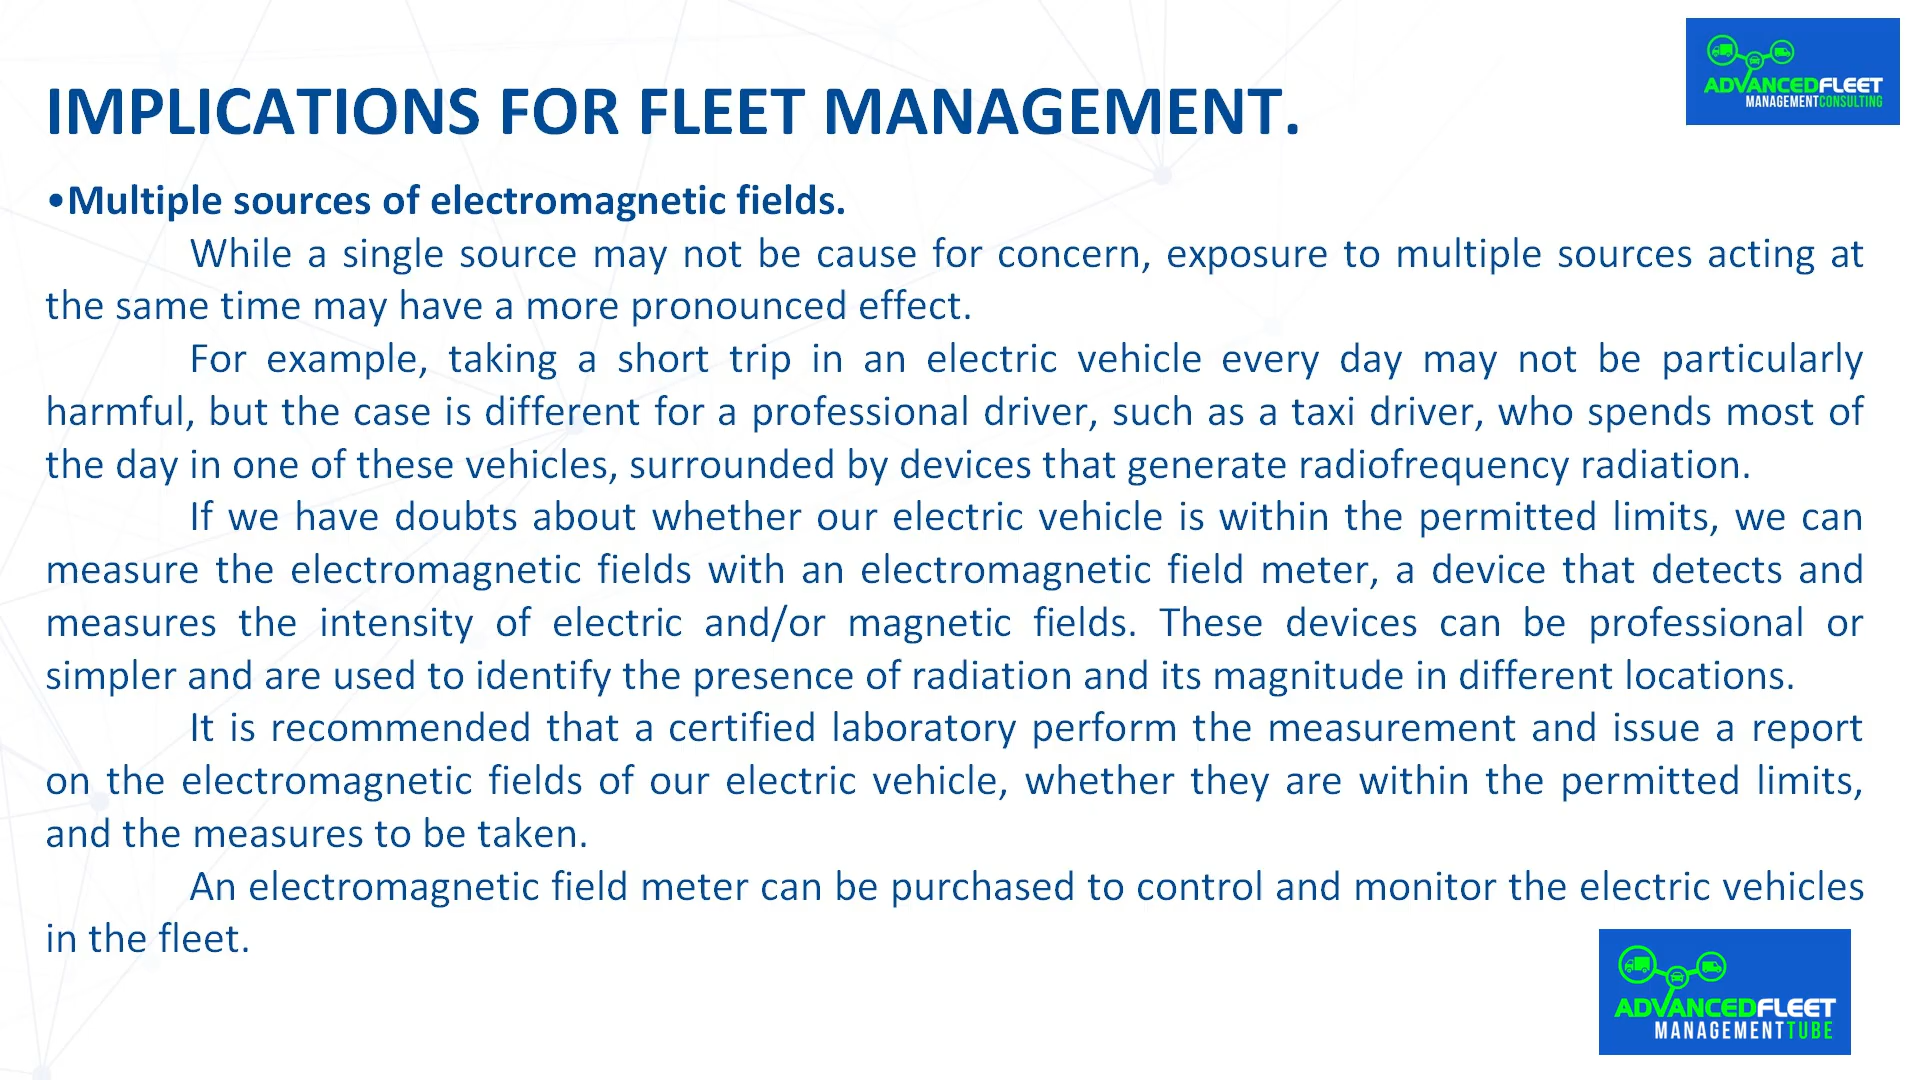 ADVANCEDFLEET
MANAGEMENTCONSULTING
IMPLICATIONS FOR FLEET MANAGEMENT.
•Multiple sources of electromagnetic fields.
While a single source may not be cause for concern, exposure to multiple sources acting at
the same time may have a more pronounced effect.
For example, taking a short trip in an electric vehicle every day may not be particularly
harmful, but the case is different for a professional driver, such as a taxi driver, who spends most of
the day in one of these vehicles, surrounded by devices that generate radiofrequency radiation.
If we have doubts about whether our electric vehicle is within the permitted limits, we can
measure the electromagnetic fields with an electromagnetic field meter, a device that detects and
measures the intensity of electric and/or magnetic fields. These devices can be professional or
simpler and are used to identify the presence of radiation and its magnitude in different locations.
It is recommended that a certified laboratory perform the measurement and issue a report
on the electromagnetic fields of our electric vehicle, whether they are within the permitted limits,
and the measures to be taken.
An electromagnetic field meter can be purchased to control and monitor the electric vehicles
in the fleet.
ADVANCEDFLEET
MANAGEMENTTUBE